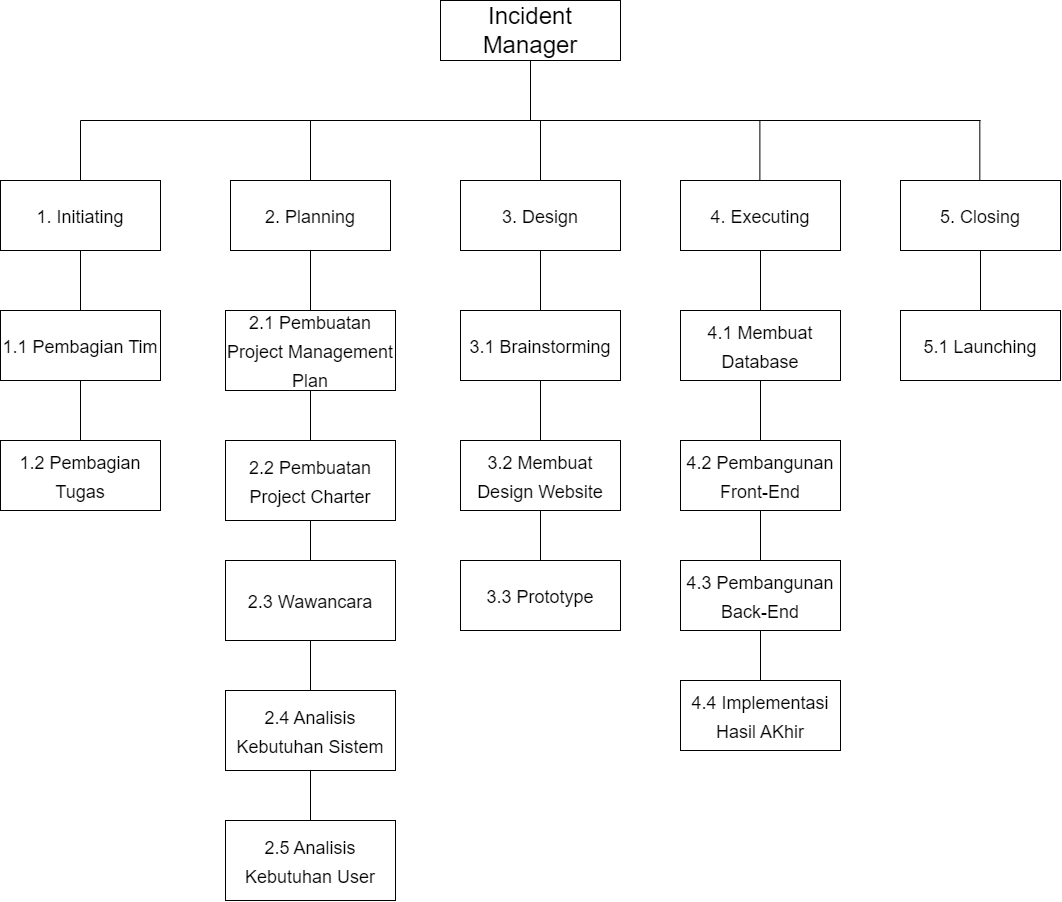 Incident
Manager
1. Initiating
2. Planning
3. Design
4. Executing
5. Closing
1.1 Pembagian Tim
2.1 Pembuatan
Project Management
Plan
3.1 Brainstorming
4.1 Membuat
Database
5.1 Launching
1.2 Pembagian
Tugas
2.2 Pembuatan
Project Charter
3.2 Membuat
Design Website
4.2 Pembangunan
Front-End
2.3 Wawancara
3.3 Prototype
4.3 Pembangunan
Back-End
2.4 Analisis
Kebutuhan Sistem
4.4 Implementasi
Hasil AKhir
2.5 Analisis
Kebutuhan User